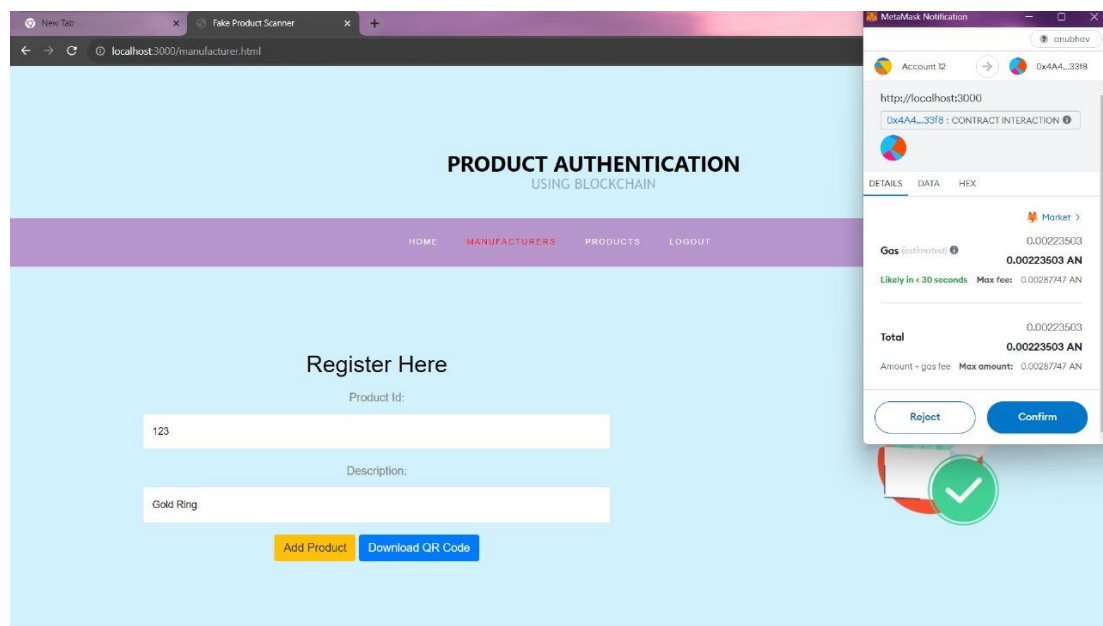 New Tab
Fake Product Scanner
localhost:3000/manufacturer.html
PRODUCT AUTHENTICATION
USING BLOCKCHAIN
HOME MANUFACTURERS PRODUCTS LOGOUT
Register Here
Product Id:
123
Description:
Gold Ring
Add Product Download QR Code
MetaMask Notification
anubhav
Account 12 0x4A4...33f8
http://localhost:3000
0x4A4...33f8 : CONTRACT INTERACTION
DETAILS DATA HEX
Market >
Gas (estimated) 0.00223503
0.00223503 AN
Likely in < 30 seconds Max fee: 0.00287747 AN
Total 0.00223503
0.00223503 AN
Amount + gas fee Max amount: 0.00287747 AN
Reject Confirm